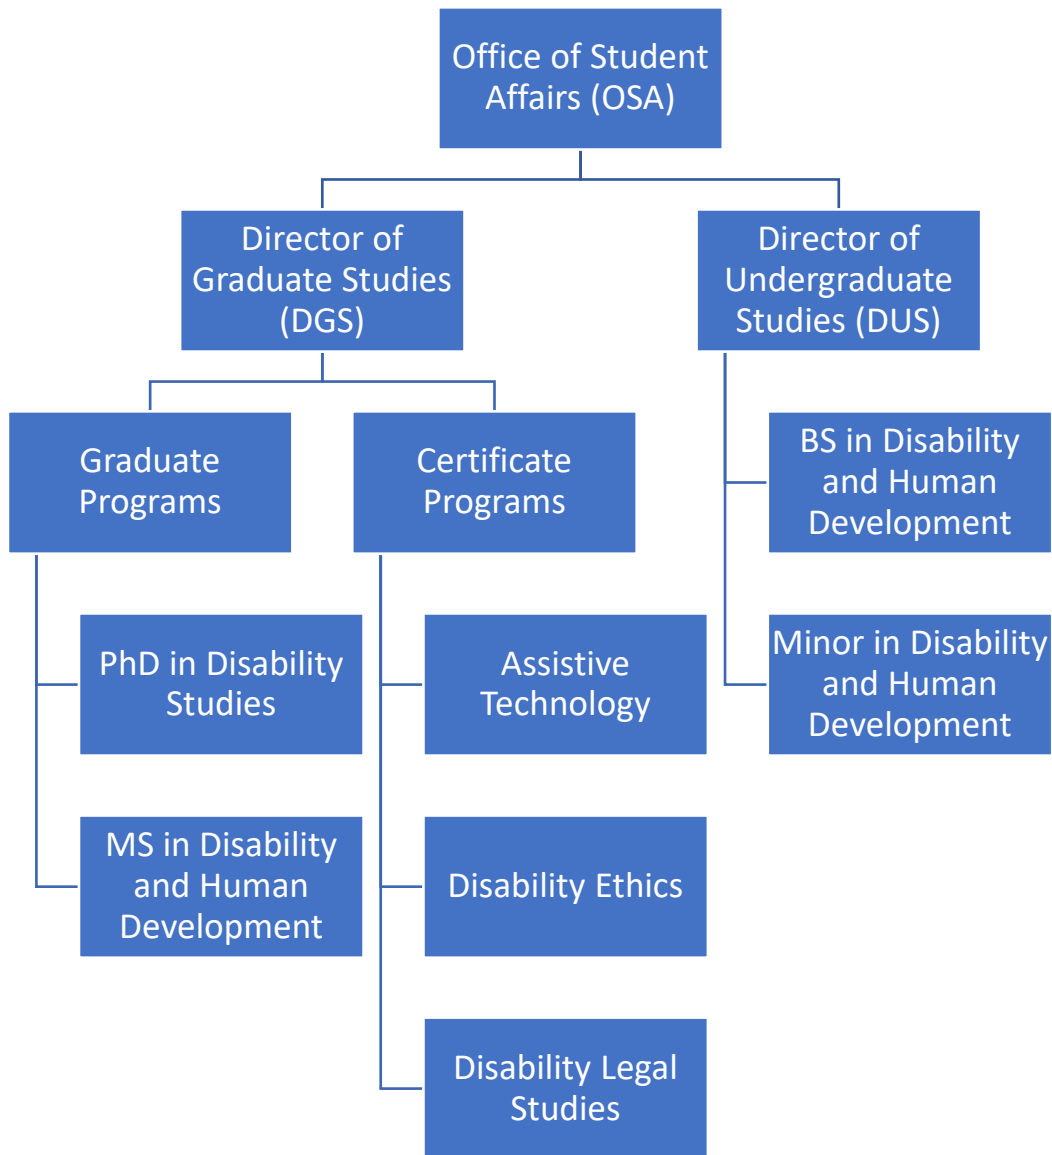 Office of Student
Affairs (OSA)
Director of
Graduate Studies
(DGS)
Director of
Undergraduate
Studies (DUS)
Graduate
Programs
Certificate
Programs
BS in Disability
and Human
Development
PhD in Disability
Studies
Assistive
Technology
Minor in Disability
and Human
Development
MS in Disability
and Human
Development
Disability Ethics
Disability Legal
Studies